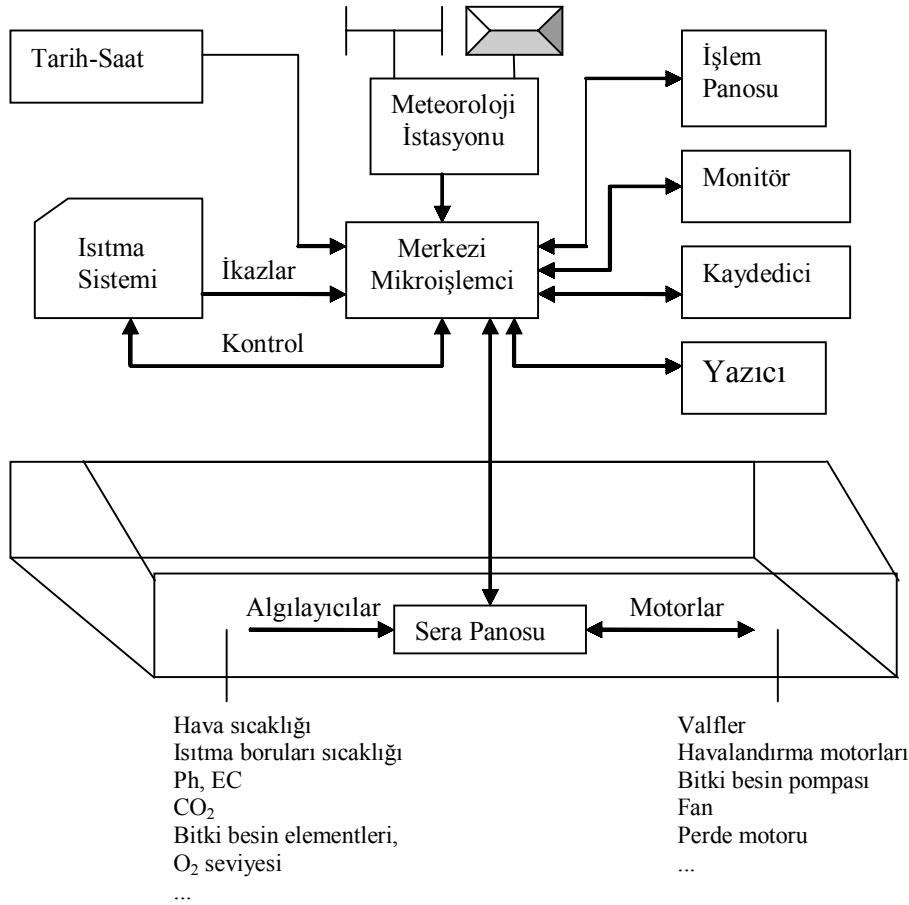 Tarih-Saat
Meteoroloji
İstasyonu
İşlem
Panosu
Monitör
Isıtma
Sistemi
İkazlar
Merkezi
Mikroişlemci
Kaydedici
Kontrol
Yazıcı
Algılayıcılar
Sera Panosu
Motorlar
Hava sıcaklığı
Isıtma boruları sıcaklığı
Ph, EC
CO₂
Bitki besin elementleri,
O₂ seviyesi
...
Valfler
Havalandırma motorları
Bitki besin pompası
Fan
Perde motoru
...